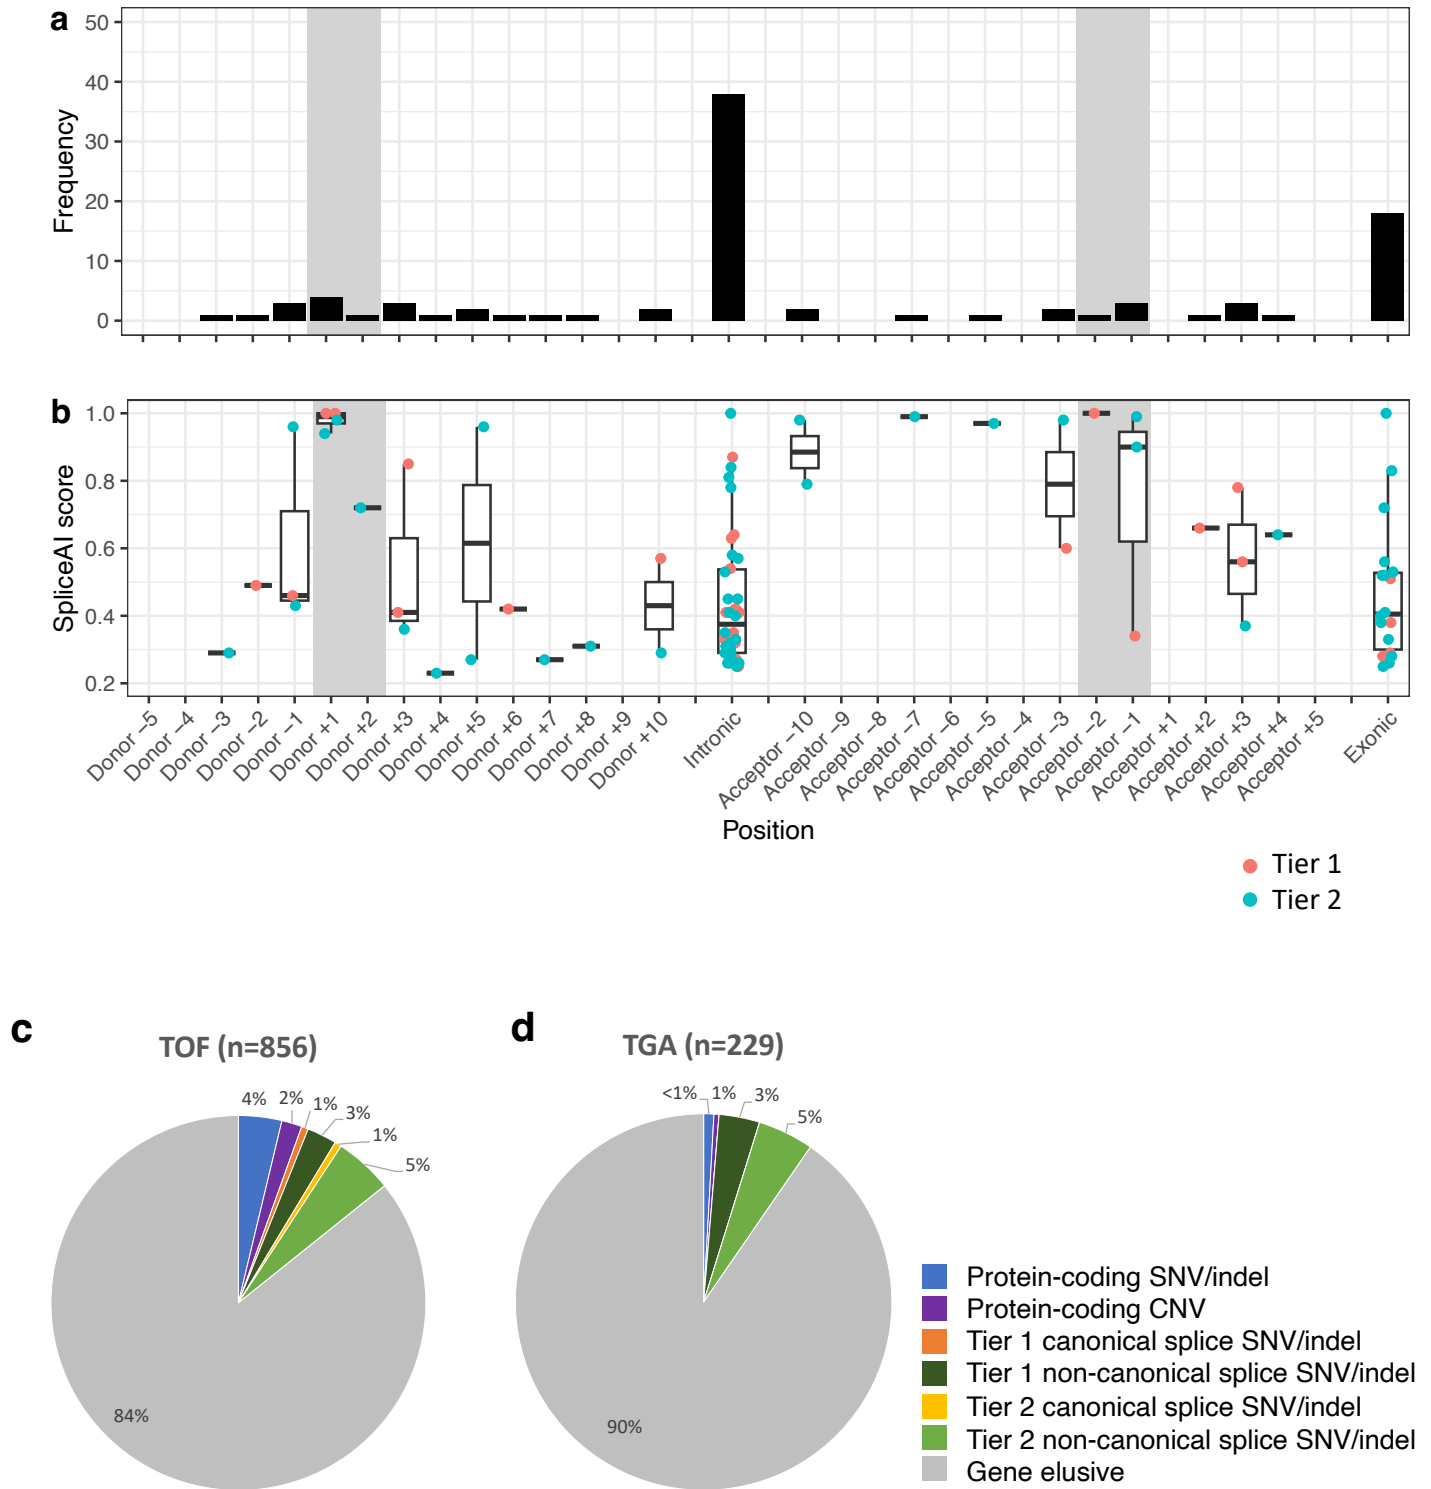 a
50
40
30
20
10
0
Frequency
b
1.0
0.8
0.6
0.4
0.2
SpliceAI score
Donor −5
Donor −4
Donor −3
Donor −2
Donor −1
Donor +1
Donor +2
Donor +3
Donor +4
Donor +5
Donor +6
Donor +7
Donor +8
Donor +9
Donor +10
Intronic
Acceptor −10
Acceptor −9
Acceptor −8
Acceptor −7
Acceptor −6
Acceptor −5
Acceptor −4
Acceptor −3
Acceptor −2
Acceptor −1
Acceptor +1
Acceptor +2
Acceptor +3
Acceptor +4
Acceptor +5
Exonic
Position
Tier 1
Tier 2
c
TOF (n=856)
4%
2%
1%
3%
1%
5%
84%
d
TGA (n=229)
<1%
1%
3%
5%
90%
Protein-coding SNV/indel
Protein-coding CNV
Tier 1 canonical splice SNV/indel
Tier 1 non-canonical splice SNV/indel
Tier 2 canonical splice SNV/indel
Tier 2 non-canonical splice SNV/indel
Gene elusive